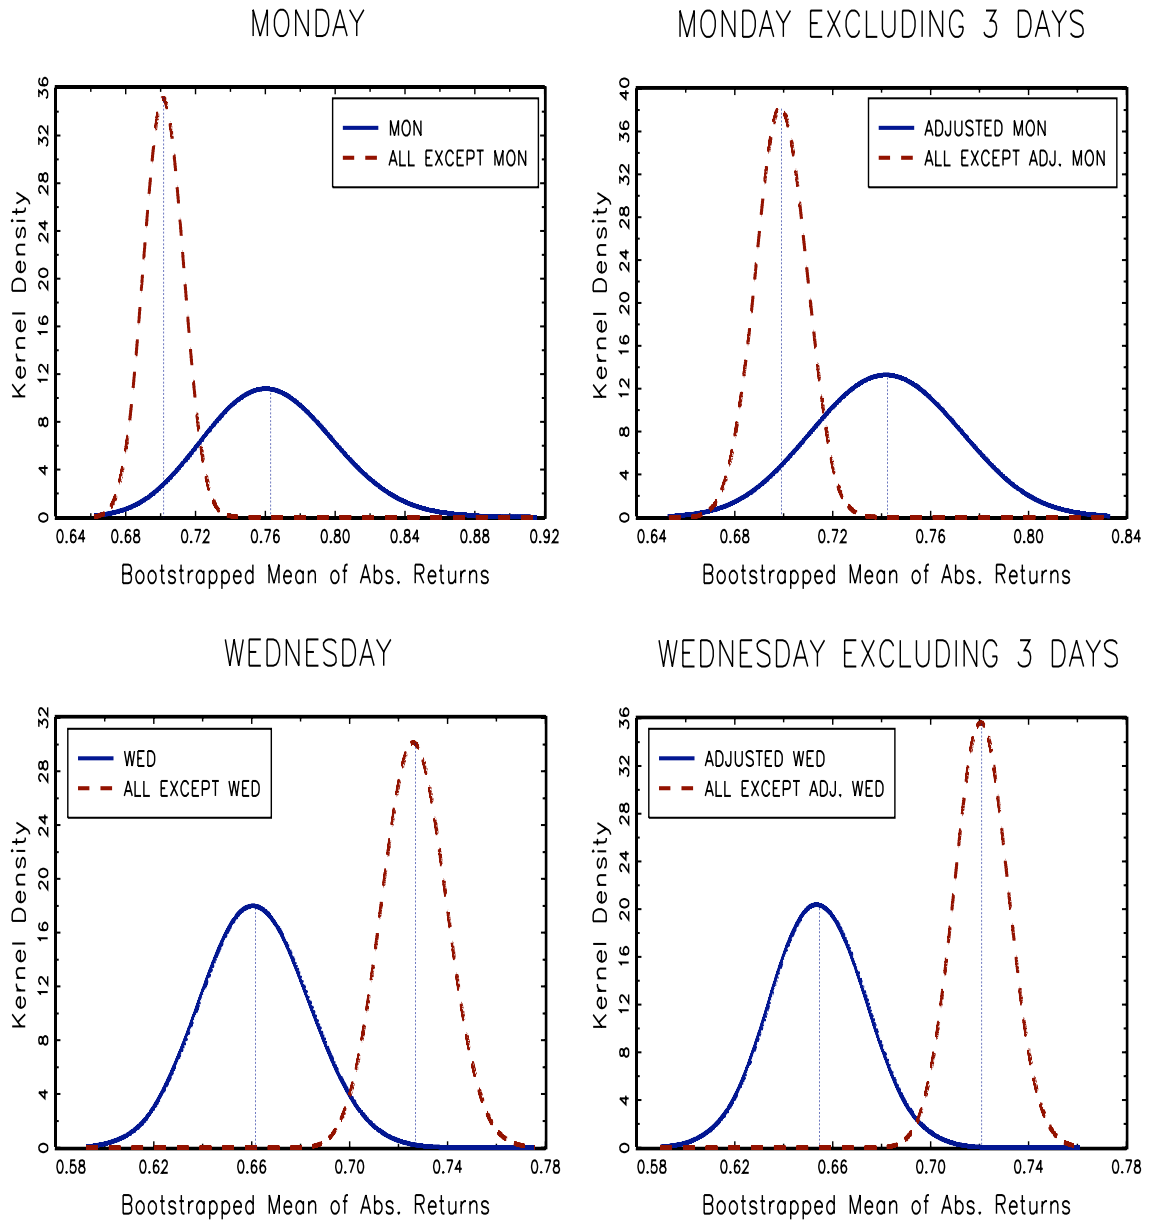 MONDAY
36
32
28
24
20
16
12
8
4
0
Kernel Density
MON
ALL EXCEPT MON
0.64 0.68 0.72 0.76 0.80 0.84 0.88 0.92
Bootstrapped Mean of Abs. Returns
MONDAY EXCLUDING 3 DAYS
40
36
32
28
24
20
16
12
8
4
0
Kernel Density
ADJUSTED MON
ALL EXCEPT ADJ. MON
0.64 0.68 0.72 0.76 0.80 0.84
Bootstrapped Mean of Abs. Returns
WEDNESDAY
32
28
24
20
16
12
8
4
0
Kernel Density
WED
ALL EXCEPT WED
0.58 0.62 0.66 0.70 0.74 0.78
Bootstrapped Mean of Abs. Returns
WEDNESDAY EXCLUDING 3 DAYS
36
32
28
24
20
16
12
8
4
0
Kernel Density
ADJUSTED WED
ALL EXCEPT ADJ. WED
0.58 0.62 0.66 0.70 0.74 0.78
Bootstrapped Mean of Abs. Returns